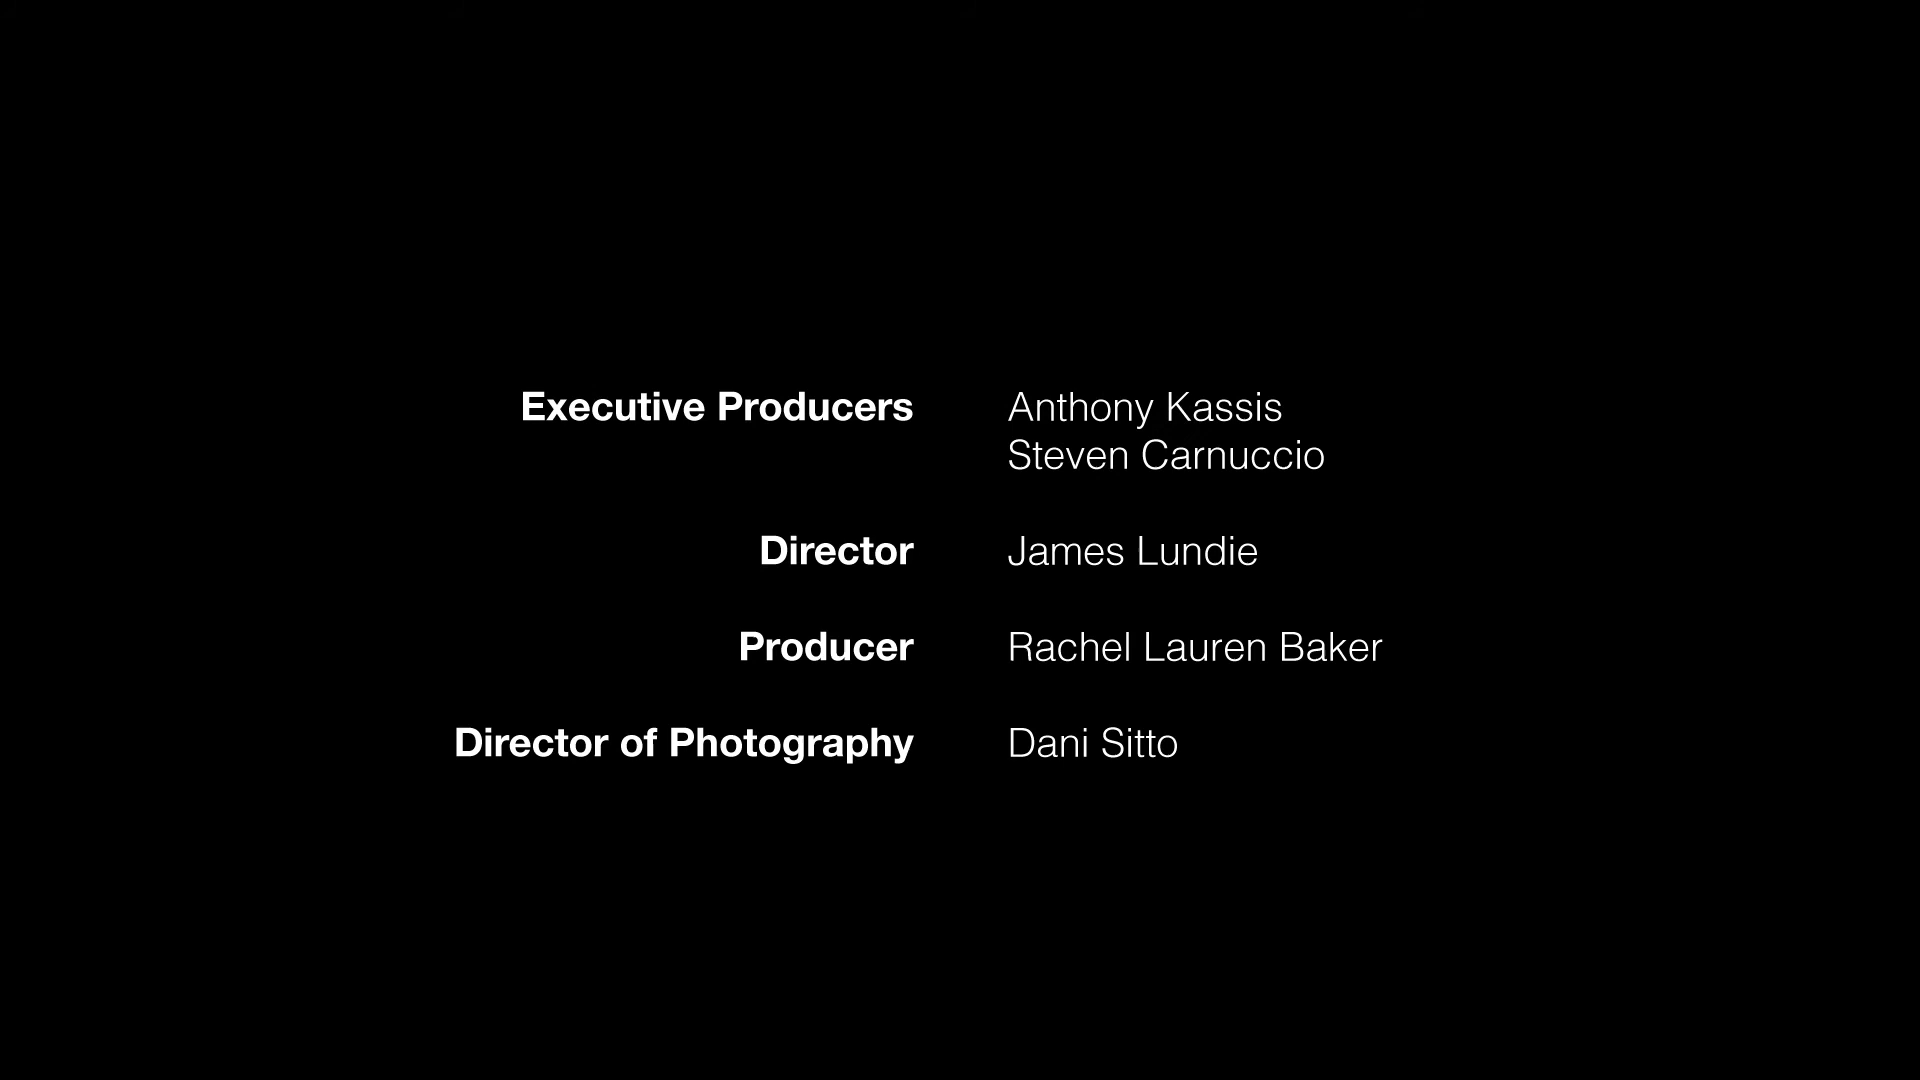 Executive Producers Anthony Kassis
Steven Carnuccio
Director James Lundie
Producer Rachel Lauren Baker
Director of Photography Dani Sitto